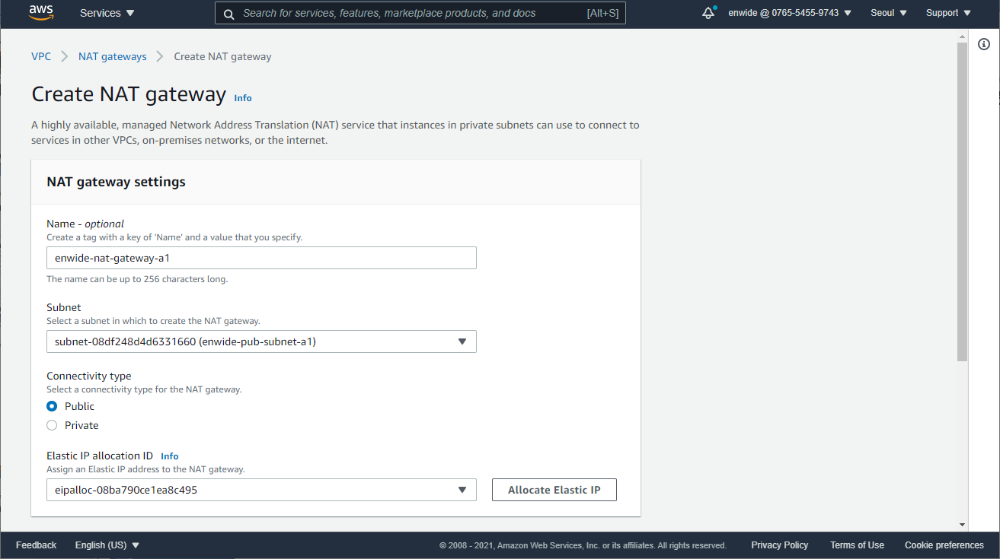 aws Services Search for services, features, marketplace products, and docs [Alt+S] enwide @ 0765-5455-9743 Seoul Support
VPC NAT gateways Create NAT gateway
Create NAT gateway Info
A highly available, managed Network Address Translation (NAT) service that instances in private subnets can use to connect to
services in other VPCs, on-premises networks, or the internet.
NAT gateway settings
Name - optional
Create a tag with a key of 'Name' and a value that you specify.
enwide-nat-gateway-a1
The name can be up to 256 characters long.
Subnet
Select a subnet in which to create the NAT gateway.
subnet-08df248d4d6331660 (enwide-pub-subnet-a1)
Connectivity type
Select a connectivity type for the NAT gateway.
Public
Private
Elastic IP allocation ID Info
Assign an Elastic IP address to the NAT gateway.
eipalloc-08ba790ce1ea8c495 Allocate Elastic IP
Feedback English (US) © 2008 - 2021, Amazon Web Services, Inc. or its affiliates. All rights reserved. Privacy Policy Terms of Use Cookie preferences